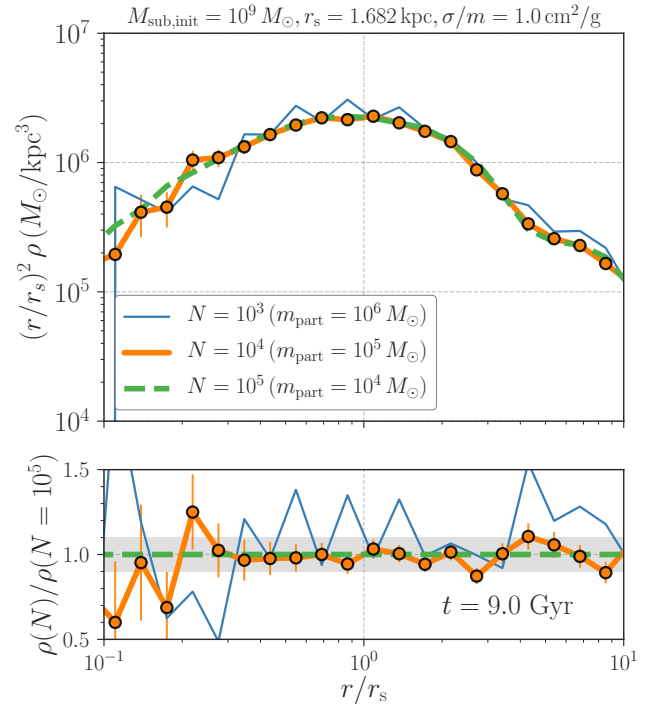 M_sub,init = 10^9 M_⊙, r_s = 1.682 kpc, σ/m = 1.0 cm^2/g
10^7
10^6
10^5
10^4
(r/r_s)^2 ρ (M_⊙/kpc^3)
N = 10^3 (m_part = 10^6 M_⊙)
N = 10^4 (m_part = 10^5 M_⊙)
N = 10^5 (m_part = 10^4 M_⊙)
1.5
1.0
0.5
ρ(N)/ρ(N = 10^5)
t = 9.0 Gyr
10^−1 10^0 10^1
r/r_s